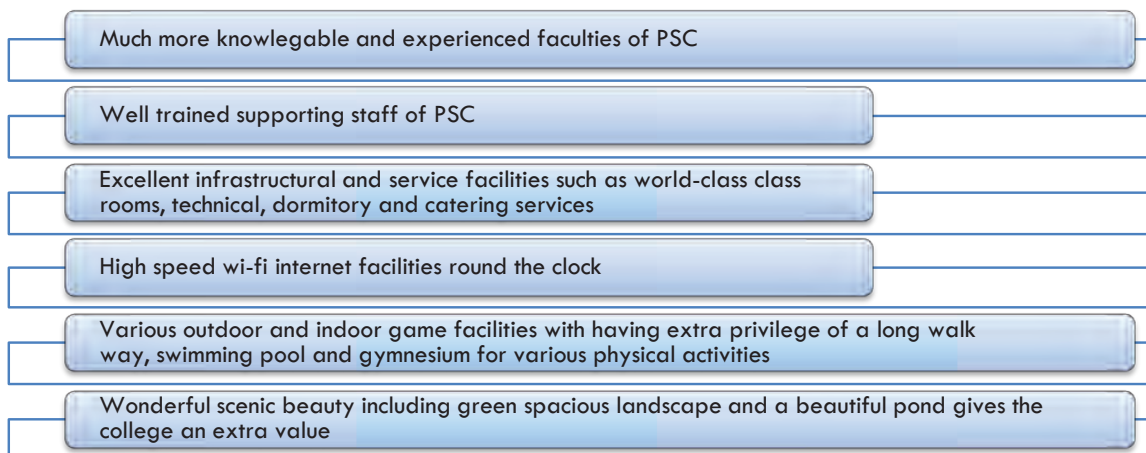 Much more knowlegable and experienced faculties of PSC
Well trained supporting staff of PSC
Excellent infrastructural and service facilities such as world-class class
rooms, technical, dormitory and catering services
High speed wi-fi internet facilities round the clock
Various outdoor and indoor game facilities with having extra privilege of a long walk
way, swimming pool and gymnesium for various physical activities
Wonderful scenic beauty including green spacious landscape and a beautiful pond gives the
college an extra value